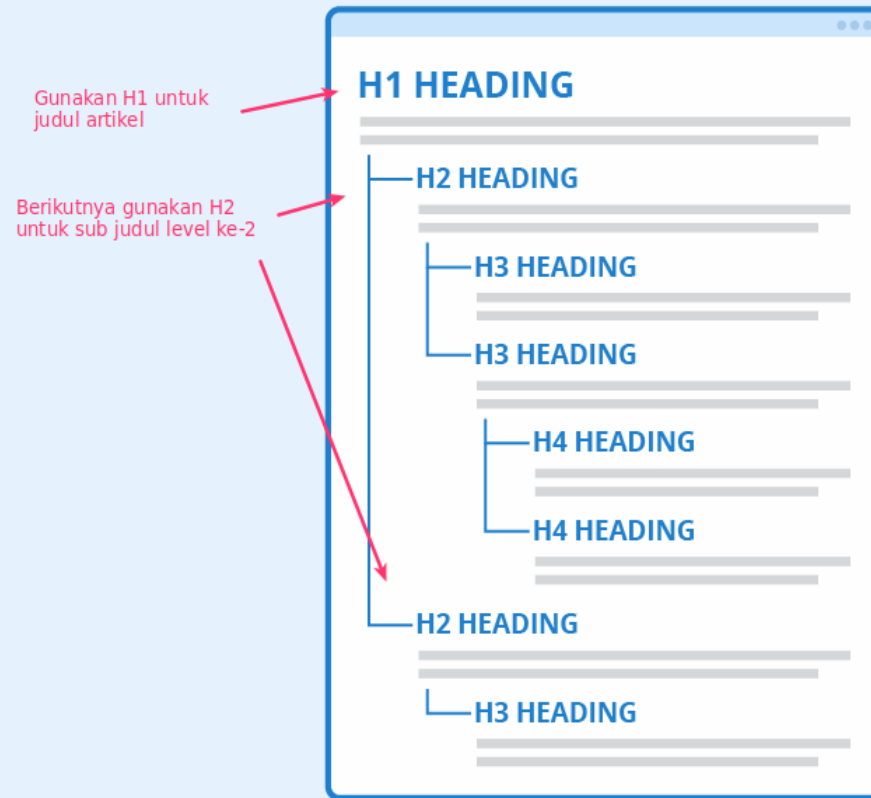 H1 HEADING
Gunakan H1 untuk
judul artikel
H2 HEADING
Berikutnya gunakan H2
untuk sub judul level ke-2
H3 HEADING
H3 HEADING
H4 HEADING
H4 HEADING
H2 HEADING
H3 HEADING